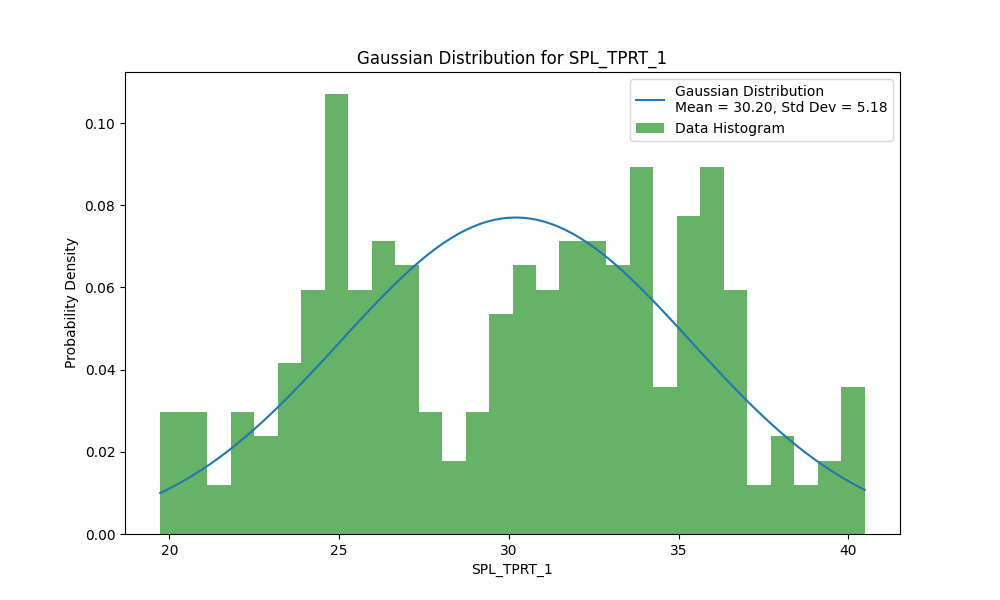 Gaussian Distribution for SPL_TPRT_1
Gaussian Distribution
Mean = 30.20, Std Dev = 5.18
Data Histogram
Probability Density
0.10
0.08
0.06
0.04
0.02
0.00
20 25 30 35 40
SPL_TPRT_1